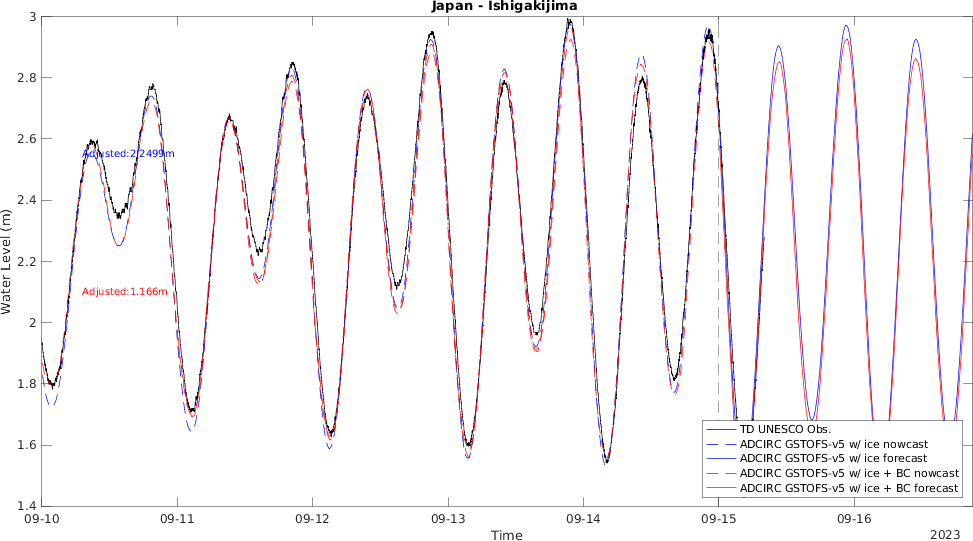 Japan - Ishigakijima
3
2.8
2.6
2.4
2.2
2
1.8
1.6
1.4
Water Level (m)
Adjusted:2.2499m
Adjusted:1.166m
TD UNESCO Obs.
ADCIRC GSTOFS-v5 w/ ice nowcast
ADCIRC GSTOFS-v5 w/ ice forecast
ADCIRC GSTOFS-v5 w/ ice + BC nowcast
ADCIRC GSTOFS-v5 w/ ice + BC forecast
09-10 09-11 09-12 09-13 09-14 09-15 09-16
Time
2023